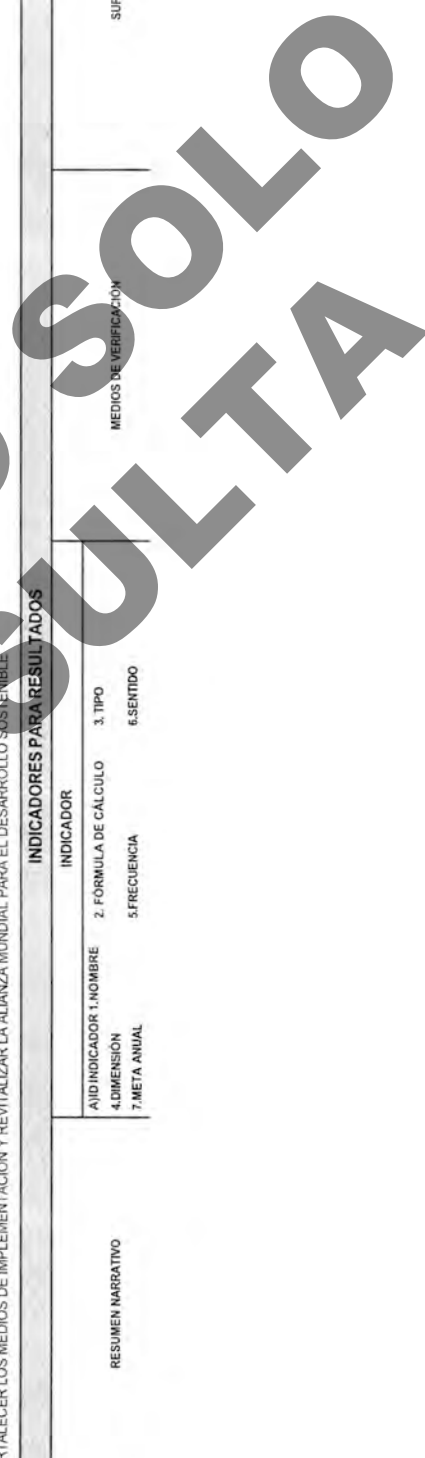 LOS MEDIOS DE IMPLEMENTACIÓN Y REVITALIZAR LA ALIANZA MUNDIAL PARA EL DESARROLLO SOSTENIBLE
INDICADORES PARA RESULTADOS
RESUMEN NARRATIVO
INDICADOR
A)ID INDICADOR 1.NOMBRE 2. FÓRMULA DE CÁLCULO 3. TIPO
4.DIMENSIÓN 5.FRECUENCIA 6.SENTIDO
7.META ANUAL
MEDIOS DE VERIFICACIÓN
SOLO